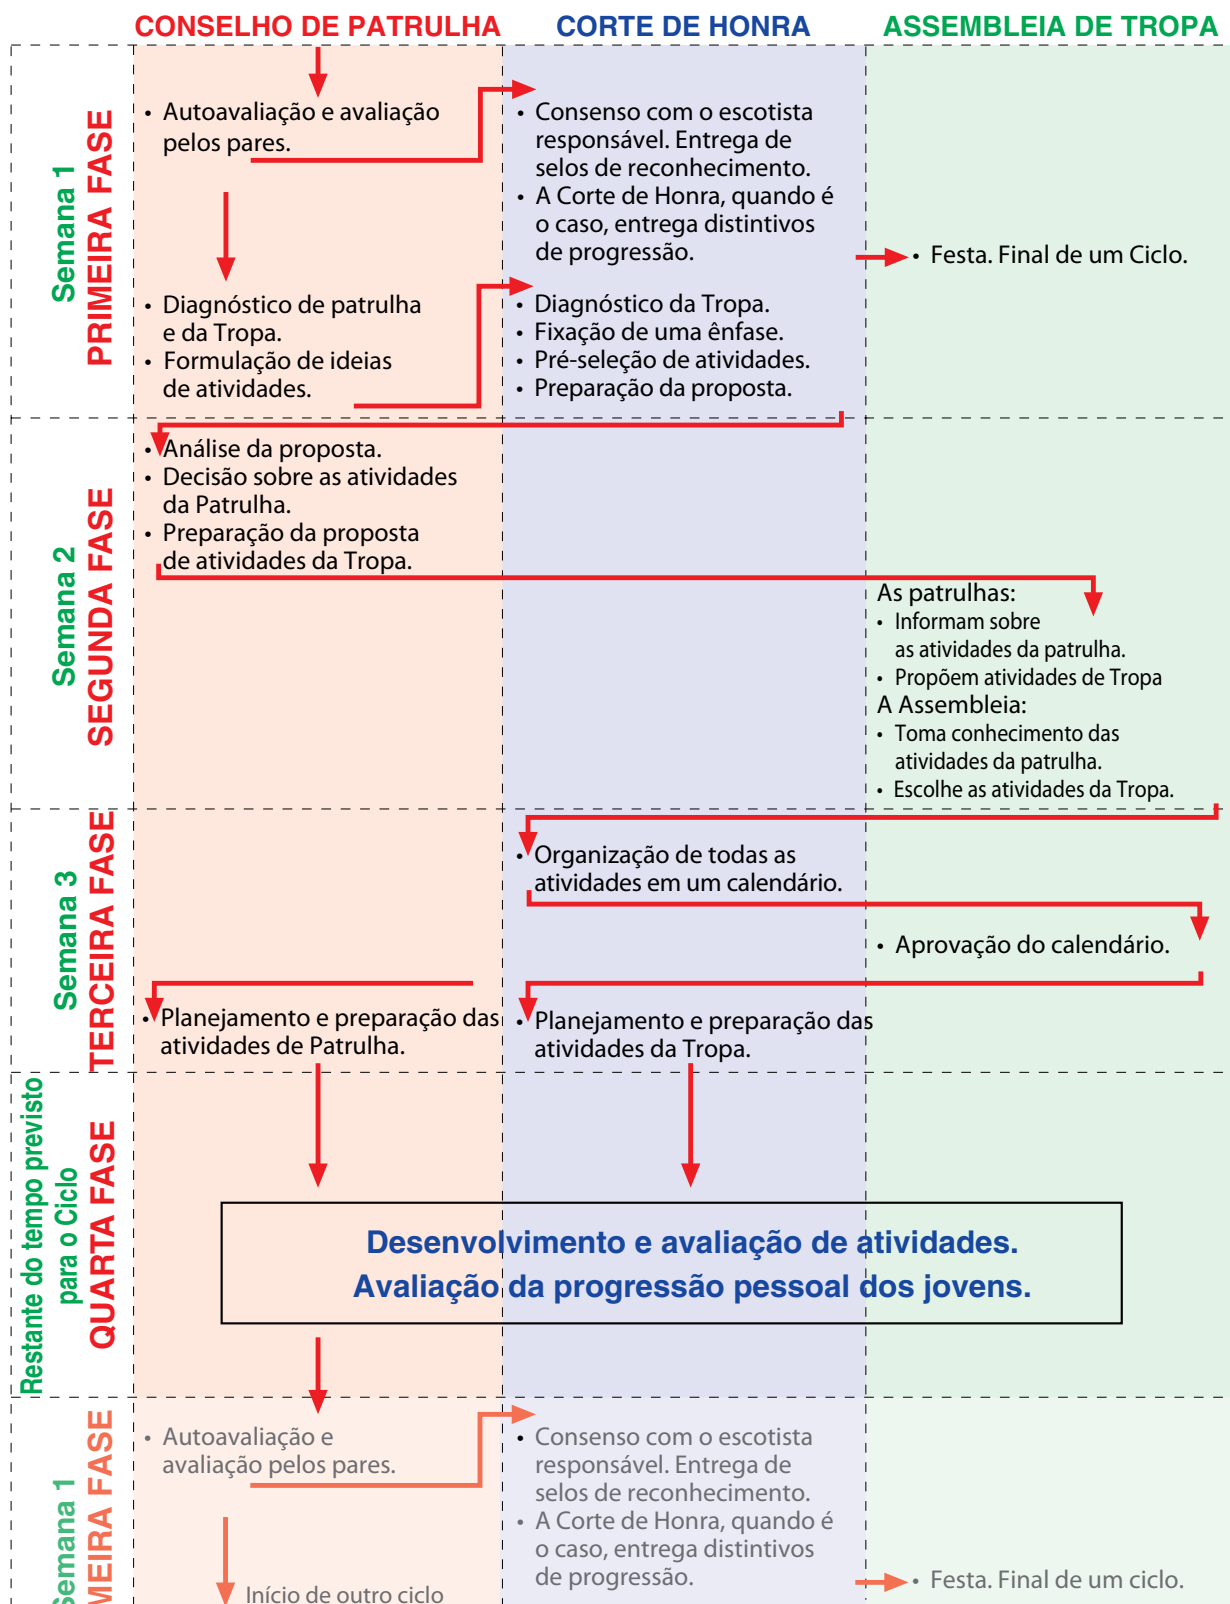 CONSELHO DE PATRULHA
CORTE DE HONRA
ASSEMBLEIA DE TROPA
Semana 1
PRIMEIRA FASE
• Autoavaliação e avaliação
pelos pares.
• Diagnóstico de patrulha
e da Tropa.
• Formulação de ideias
de atividades.
• Consenso com o escotista
responsável. Entrega de
selos de reconhecimento.
• A Corte de Honra, quando é
o caso, entrega distintivos
de progressão.
• Diagnóstico da Tropa.
• Fixação de uma ênfase.
• Pré-seleção de atividades.
• Preparação da proposta.
• Festa. Final de um Ciclo.
Semana 2
SEGUNDA FASE
• Análise da proposta.
• Decisão sobre as atividades
da Patrulha.
• Preparação da proposta
de atividades da Tropa.
As patrulhas:
• Informam sobre
as atividades da patrulha.
• Propõem atividades de Tropa
A Assembleia:
• Toma conhecimento das
atividades da patrulha.
• Escolhe as atividades da Tropa.
Semana 3
TERCEIRA FASE
• Organização de todas as
atividades em um calendário.
• Aprovação do calendário.
• Planejamento e preparação das
atividades de Patrulha.
• Planejamento e preparação das
atividades da Tropa.
Restante do tempo previsto
para o Ciclo
QUARTA FASE
Desenvolvimento e avaliação de atividades.
Avaliação da progressão pessoal dos jovens.
Semana 1
MEIRA FASE
• Autoavaliação e
avaliação pelos pares.
Início de outro ciclo
• Consenso com o escotista
responsável. Entrega de
selos de reconhecimento.
• A Corte de Honra, quando é
o caso, entrega distintivos
de progressão.
• Festa. Final de um ciclo.